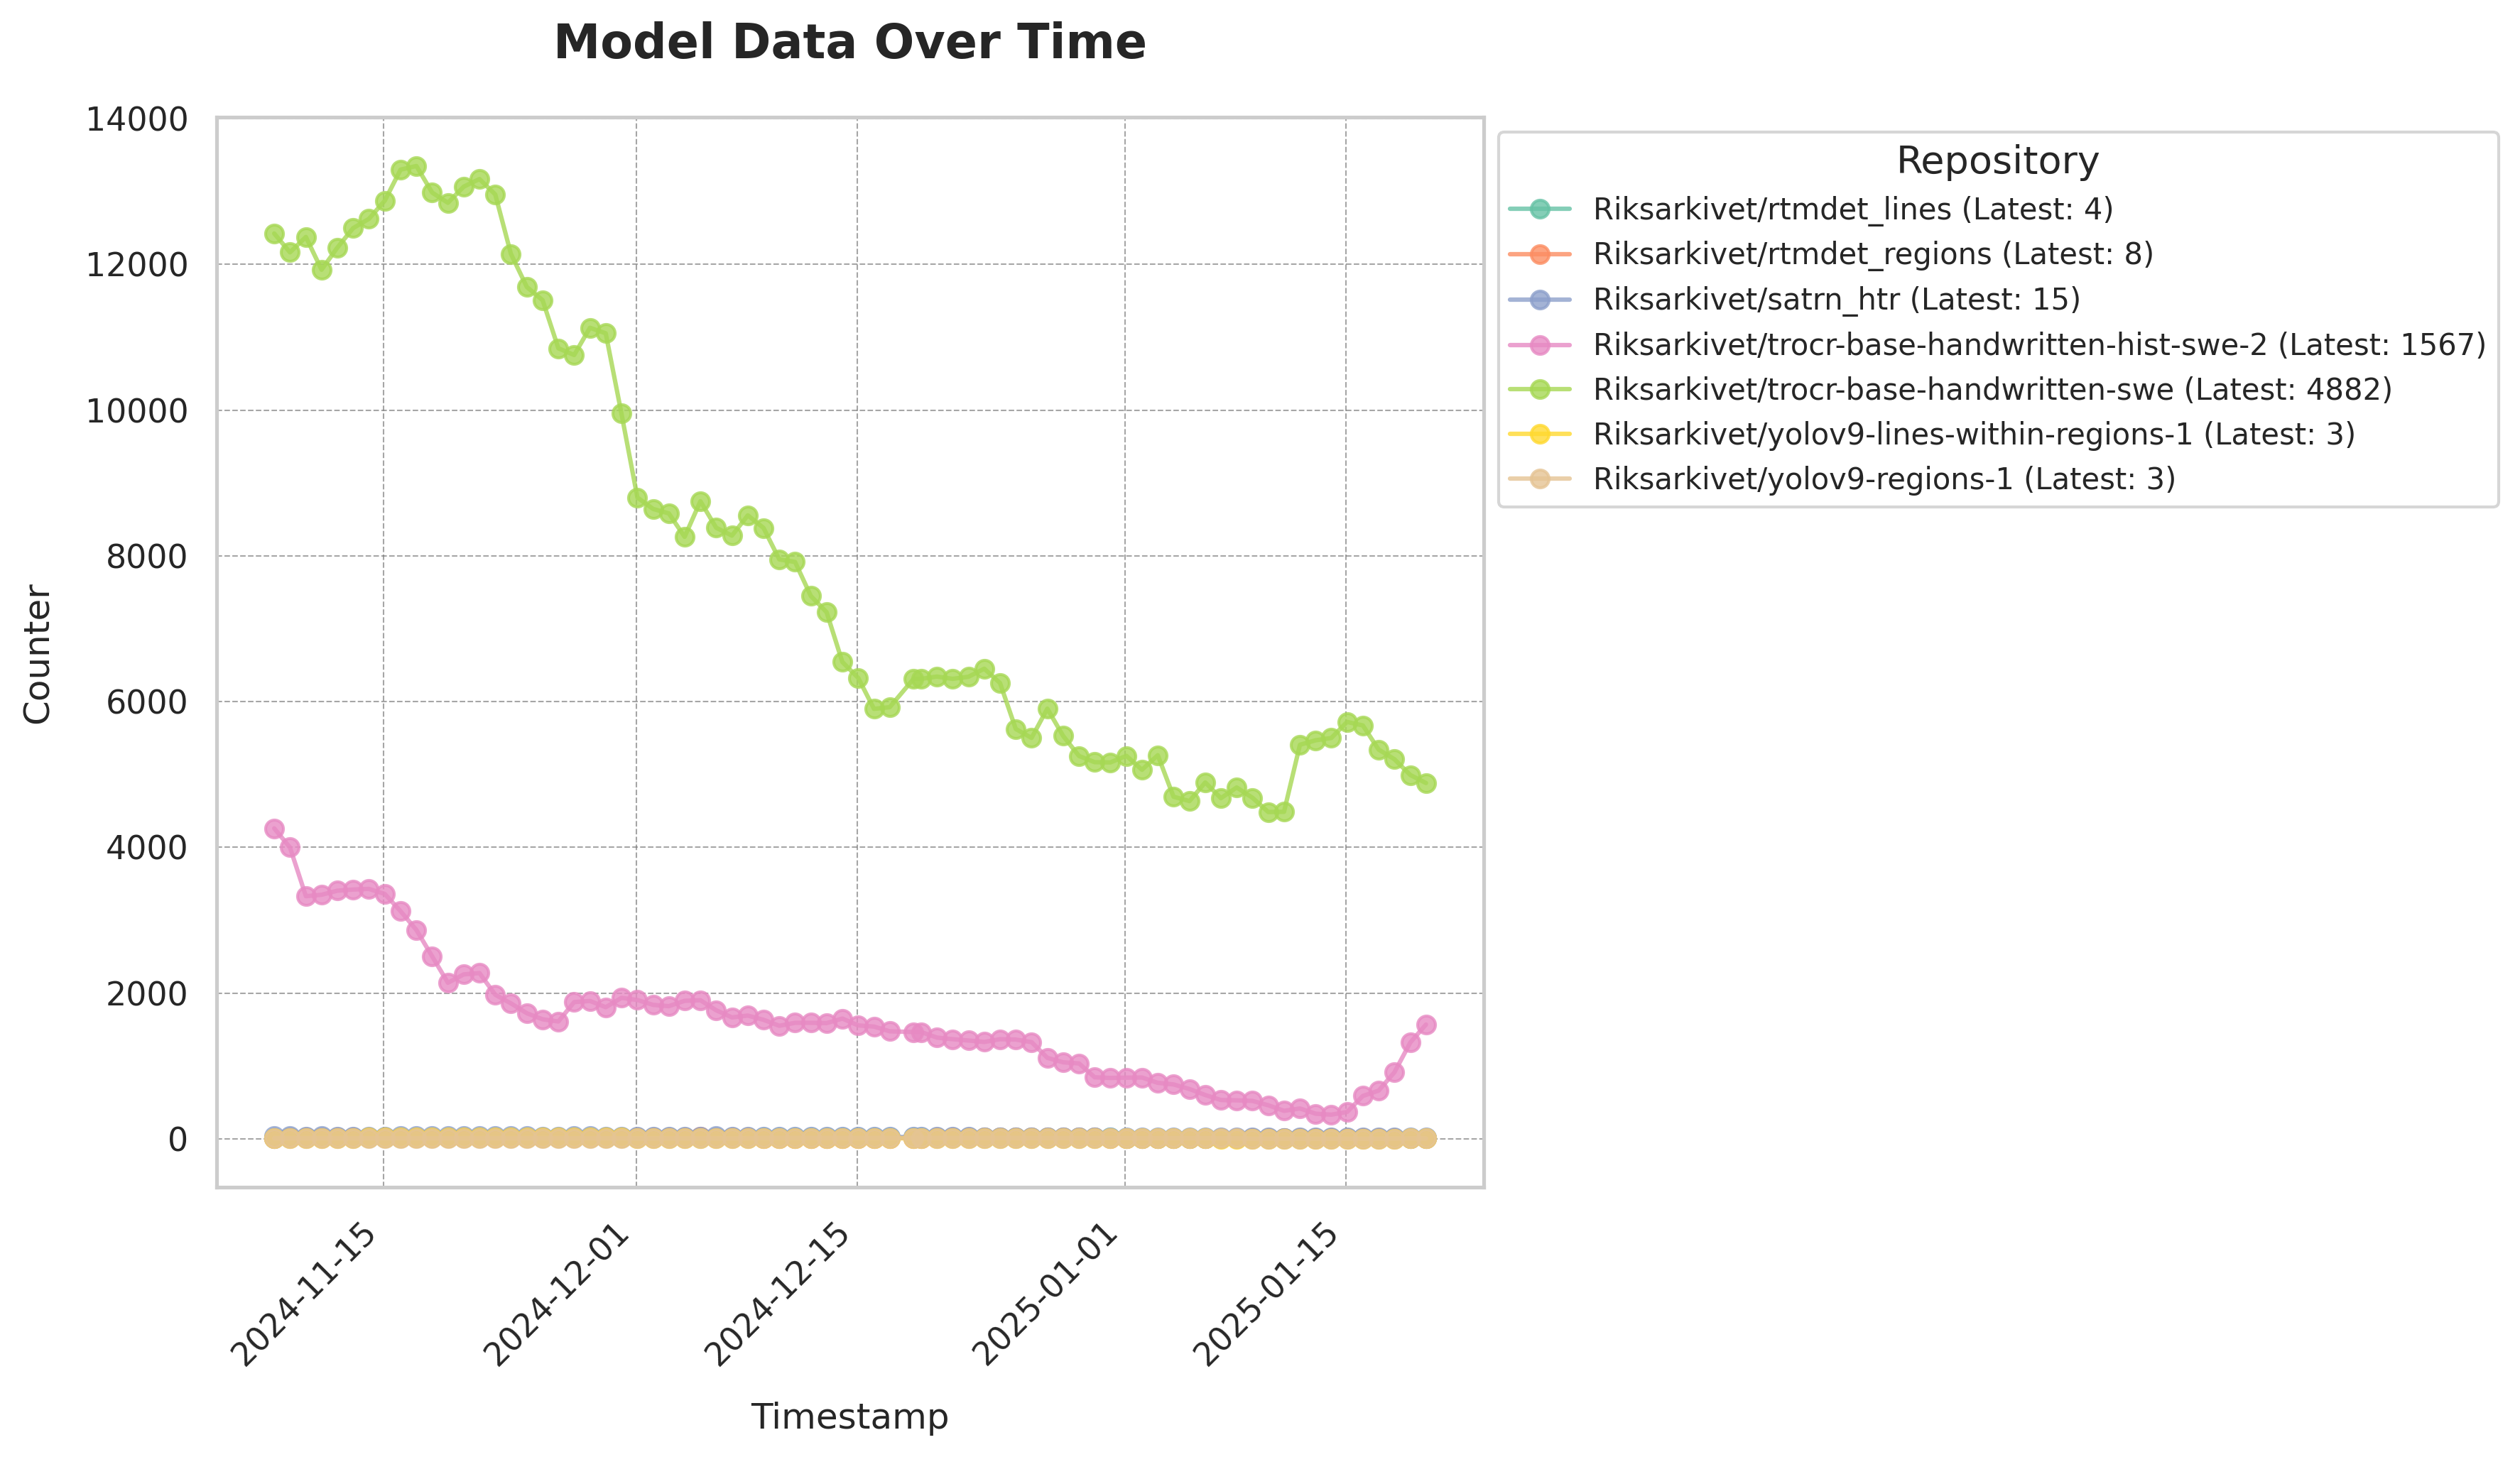 Model Data Over Time
14000
12000
10000
8000
6000
4000
2000
0
Counter
2024-11-15
2024-12-01
2024-12-15
2025-01-01
2025-01-15
Timestamp
Repository
Riksarkivet/rtmdet_lines (Latest: 4)
Riksarkivet/rtmdet_regions (Latest: 8)
Riksarkivet/satrn_htr (Latest: 15)
Riksarkivet/trocr-base-handwritten-hist-swe-2 (Latest: 1567)
Riksarkivet/trocr-base-handwritten-swe (Latest: 4882)
Riksarkivet/yolov9-lines-within-regions-1 (Latest: 3)
Riksarkivet/yolov9-regions-1 (Latest: 3)